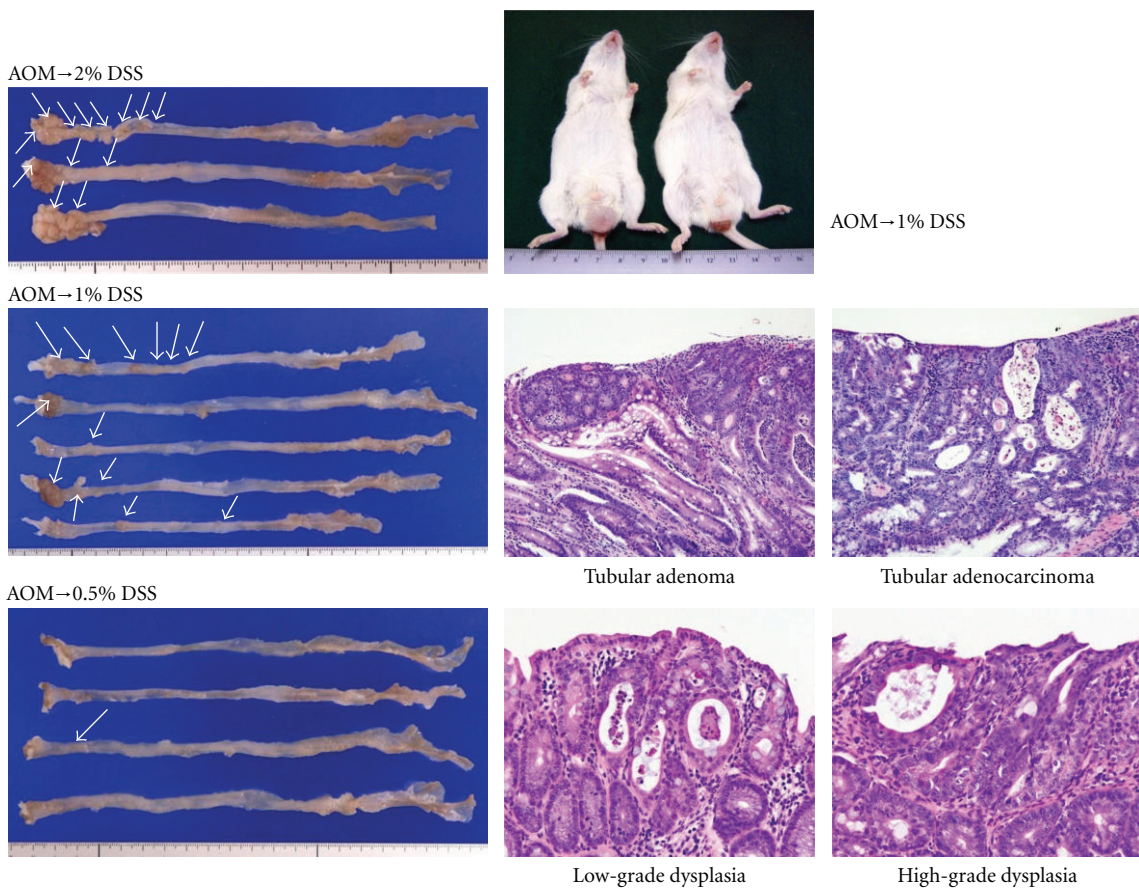 AOM→2% DSS
AOM→1% DSS
AOM→1% DSS
Tubular adenoma
Tubular adenocarcinoma
AOM→0.5% DSS
Low-grade dysplasia
High-grade dysplasia